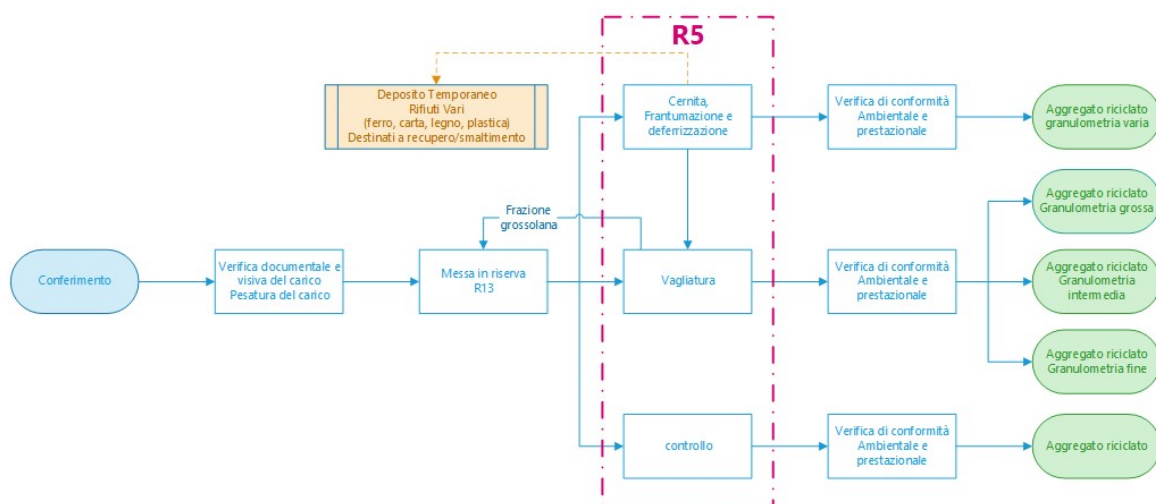 R5
Deposito Temporaneo
Rifiuti Vari
(ferro, carta, legno, plastica)
Destinati a recupero/smaltimento
Cernita,
Frantumazione e
deferrizzazione
Verifica di conformità
Ambientale e
prestazionale
Aggregato riciclato
granulometria varia
Frazione
grossolana
Aggregato riciclato
Granulometria grossa
Conferimento
Verifica documentale e
visiva del carico
Pesatura del carico
Messa in riserva
R13
Vagliatura
Verifica di conformità
Ambientale e
prestazionale
Aggregato riciclato
Granulometria
intermedia
Aggregato riciclato
Granulometria fine
controllo
Verifica di conformità
Ambientale e
prestazionale
Aggregato riciclato